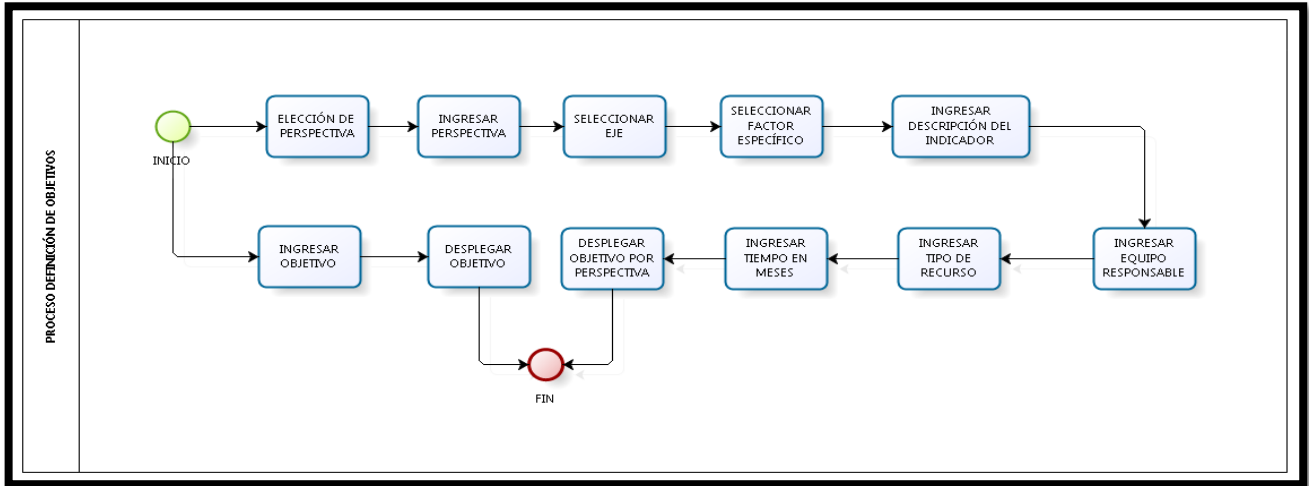 PROCESO DEFINICIÓN DE OBJETIVOS
INICIO
ELECCIÓN DE
PERSPECTIVA
INGRESAR
PERSPECTIVA
SELECCIONAR
EJE
SELECCIONAR
FACTOR
ESPECÍFICO
INGRESAR
DESCRIPCIÓN DEL
INDICADOR
INGRESAR
OBJETIVO
DESPLEGAR
OBJETIVO
DESPLEGAR
OBJETIVO POR
PERSPECTIVA
INGRESAR
TIEMPO EN
MESES
INGRESAR
TIPO DE
RECURSO
INGRESAR
EQUIPO
RESPONSABLE
FIN